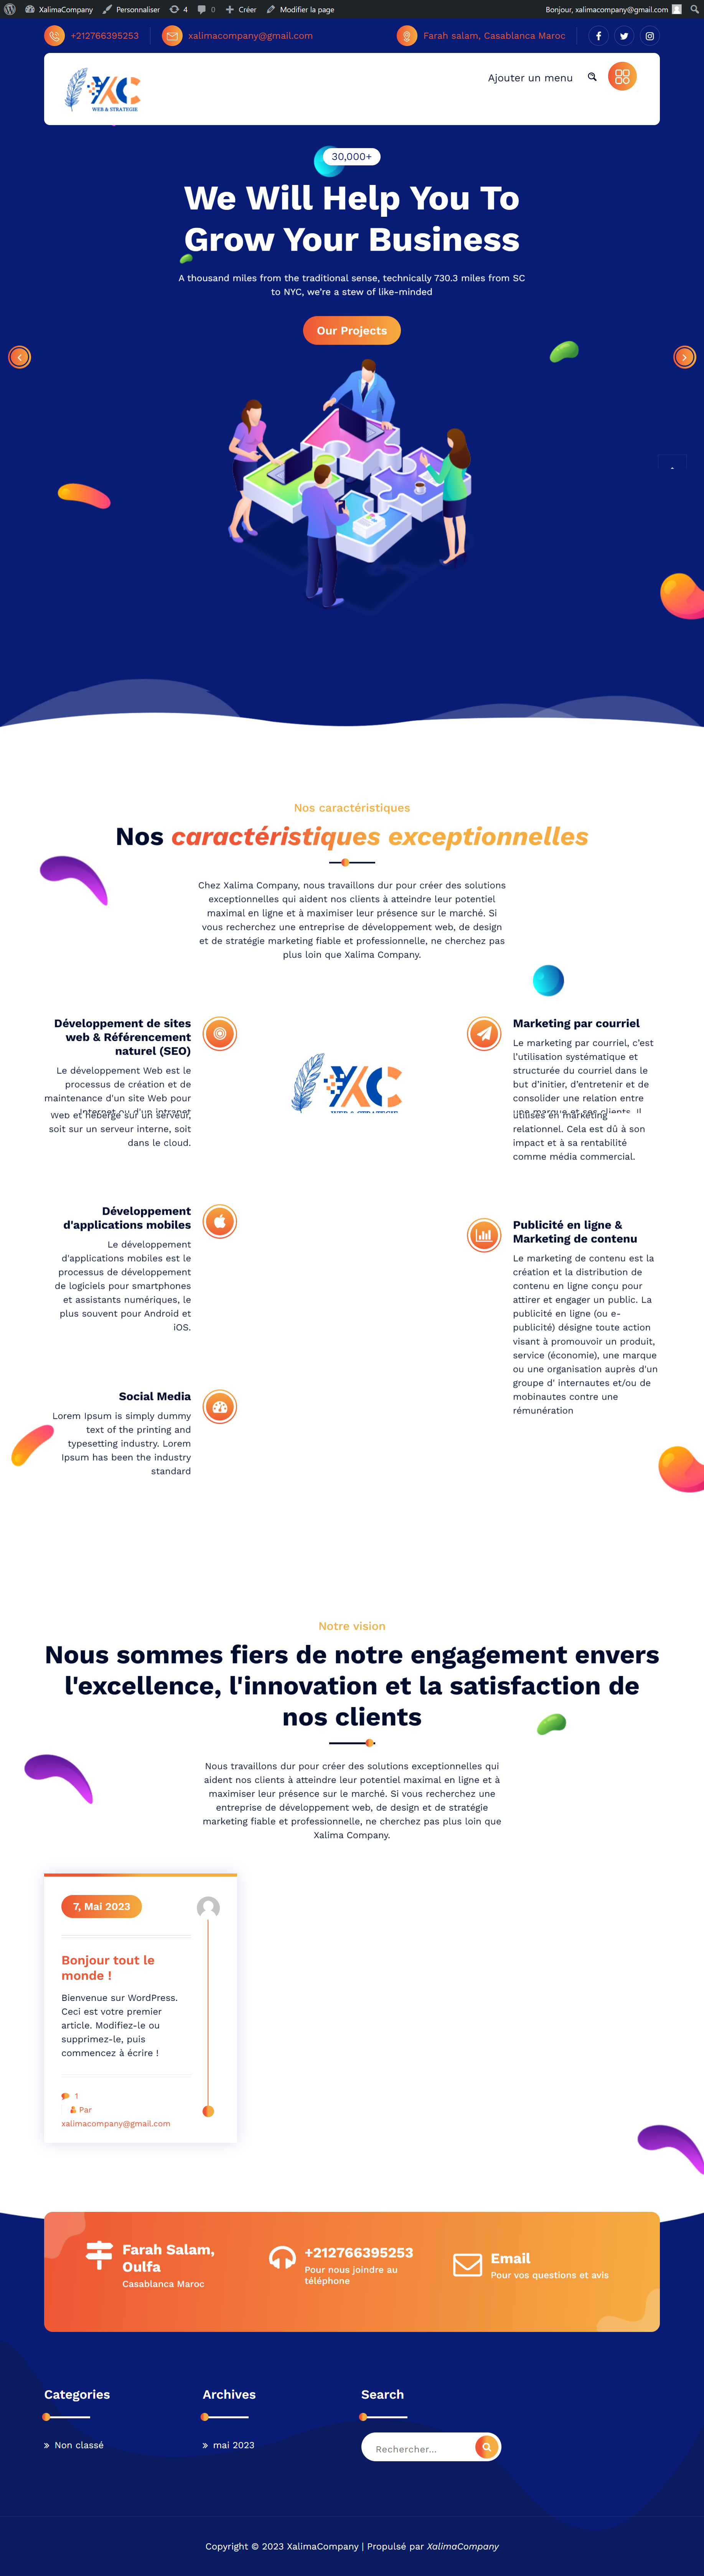 XalimaCompany Personnaliser 4 0 Créer Modifier la page Bonjour, xalimacompany@gmail.com
+212766395253 xalimacompany@gmail.com Farah salam, Casablanca Maroc
XC
WEB & STRATEGIE
Ajouter un menu
30,000+
We Will Help You To
Grow Your Business
A thousand miles from the traditional sense, technically 730.3 miles from SC
to NYC, we're a stew of like-minded
Our Projects
Nos caractéristiques
Nos caractéristiques exceptionnelles
Chez Xalima Company, nous travaillons dur pour créer des solutions
exceptionnelles qui aident nos clients à atteindre leur potentiel
maximal en ligne et à maximiser leur présence sur le marché. Si
vous recherchez une entreprise de développement web, de design
et de stratégie marketing fiable et professionnelle, ne cherchez pas
plus loin que Xalima Company.
Développement de sites
web & Référencement
naturel (SEO)
Le développement Web est le
processus de création et de
maintenance d'un site Web pour
Internet ou d'un intranet
Web et héberge sur un serveur,
soit sur un serveur interne, soit
dans le cloud.
Développement
d'applications mobiles
Le développement
d'applications mobiles est le
processus de développement
de logiciels pour smartphones
et assistants numériques, le
plus souvent pour Android et
iOS.
Social Media
Lorem Ipsum is simply dummy
text of the printing and
typesetting industry. Lorem
Ipsum has been the industry
standard
XC
WEB & STRATEGIE
Marketing par courriel
Le marketing par courriel, c'est
l'utilisation systématique et
structurée du courriel dans le
but d'initier, d'entretenir et de
consolider une relation entre
une marque et ses clients. Il
utilisés en marketing
relationnel. Cela est dû à son
impact et à sa rentabilité
comme média commercial.
Publicité en ligne &
Marketing de contenu
Le marketing de contenu est la
création et la distribution de
contenu en ligne conçu pour
attirer et engager un public. La
publicité en ligne (ou e-
publicité) désigne toute action
visant à promouvoir un produit,
service (économie), une marque
ou une organisation auprès d'un
groupe d' internautes et/ou de
mobinautes contre une
rémunération
Notre vision
Nous sommes fiers de notre engagement envers
l'excellence, l'innovation et la satisfaction de
nos clients
Nous travaillons dur pour créer des solutions exceptionnelles qui
aident nos clients à atteindre leur potentiel maximal en ligne et à
maximiser leur présence sur le marché. Si vous recherchez une
entreprise de développement web, de design et de stratégie
marketing fiable et professionnelle, ne cherchez pas plus loin que
Xalima Company.
7, Mai 2023
Bonjour tout le
monde !
Bienvenue sur WordPress.
Ceci est votre premier
article. Modifiez-le ou
supprimez-le, puis
commencez à écrire !
1
Par
xalimacompany@gmail.com
Farah Salam,
Oulfa
Casablanca Maroc
+212766395253
Pour nous joindre au
téléphone
Email
Pour vos questions et avis
Categories
Non classé
Archives
mai 2023
Search
Rechercher…
Copyright © 2023 XalimaCompany | Propulsé par XalimaCompany